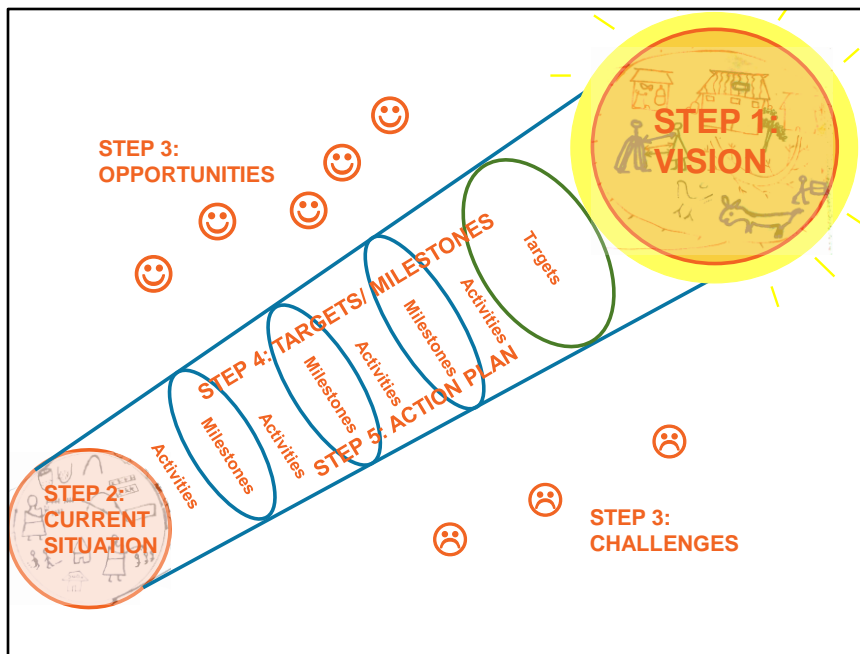 STEP 1:
VISION
STEP 3:
OPPORTUNITIES
STEP 4: TARGETS/ MILESTONES
Targets
Activities
Milestones
Activities
Milestones
Activities
Milestones
Activities
STEP 5: ACTION PLAN
STEP 2:
CURRENT
SITUATION
STEP 3:
CHALLENGES